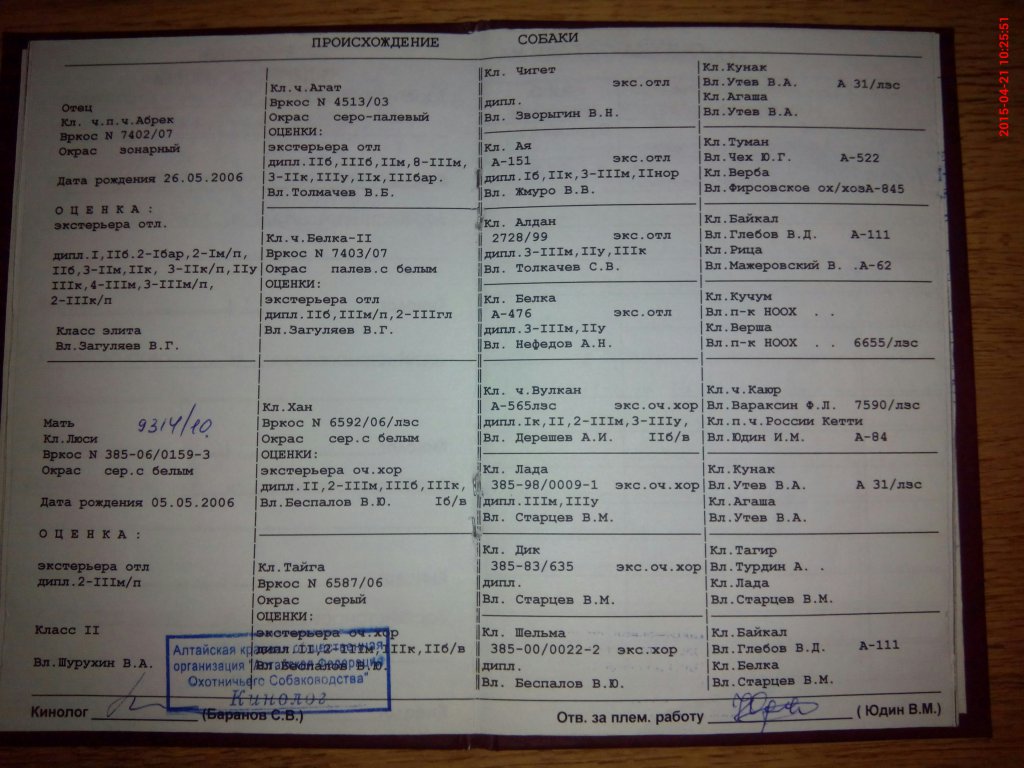 ПРОИСХОЖДЕНИЕ СОБАКИ
Отец
Кл. ч.п.ч.Абрек
Вркос N 7402/07
Окрас зонарный
Дата рождения 26.05.2006
О Ц Е Н К А :
экстерьера отл.
дипл.I,IIб.2-Iбар,2-Iм/п,
IIб,3-IIм,IIк, 3-IIк/п,IIу
IIIк,4-IIIм,3-IIIм/п,
2-IIIк/п
Класс элита
Вл.Загуляев В.Г.
Мать 9314/10
Кл.Люси
Вркос N 385-06/0159-3
Окрас сер.с белым
Дата рождения 05.05.2006
О Ц Е Н К А :
экстерьера отл
дипл.2-IIIм/п
Класс II
Вл.Шурухин В.А.
Кл.ч.Агат
Вркос N 4513/03
Окрас серо-палевый
ОЦЕНКИ:
экстерьера отл
дипл.IIб,IIIб,IIм,8-IIIм,
3-IIк,IIIу,IIх,IIIбар.
Вл.Толмачев В.Б.
Кл.ч.Белка-II
Вркос N 7403/07
Окрас палев.с белым
ОЦЕНКИ:
экстерьера отл
дипл.IIб,IIIм/п,2-IIIгл
Вл.Загуляев В.Г.
Кл.Хан
Вркос N 6592/06/лэс
Окрас сер.с белым
ОЦЕНКИ:
экстерьера оч.хор
дипл.II,2-IIIм,IIIб,IIIк,
Вл.Беспалов В.Ю. Iб/в
Кл.Тайга
Вркос N 6587/06
Окрас серый
ОЦЕНКИ:
экстерьера оч.хор
дипл.II,2-IIIм,IIIк,IIб/в
Вл.Беспалов В.Ю.
Кл. Чигет
экс.отл
дипл.
Вл. Зворыгин В.Н.
Кл. Ая
А-151 экс.отл
дипл.Iб,IIк,3-IIIм,IIнор
Вл. Жмуро В.В.
Кл. Алдан
2728/99 экс.отл
дипл.3-IIIм,IIу,IIIк
Вл. Толкачев С.В.
Кл. Белка
А-476 экс.отл
дипл.3-IIIм,IIу
Вл. Нефедов А.Н.
Кл. ч.Вулкан
А-565лэс экс.оч.хор
дипл.Iк,II,2-IIIм,3-IIIу,
Вл. Дерешев А.И. IIб/в
Кл. Лада
385-98/0009-1 экс.оч.хор
дипл.IIIм,IIIу
Вл. Старцев В.М.
Кл. Дик
385-83/635 экс.оч.хор
дипл.
Вл. Старцев В.М.
Кл. Шельма
385-00/0022-2 экс.хор
дипл.
Вл. Беспалов В.Ю.
Кл.Кунак
Вл.Утев В.А. А 31/лэс
Кл.Агаша
Вл.Утев В.А.
Кл.Туман
Вл.Чех Ю.Г. А-522
Кл.Верба
Вл.Фирсовское ох/хозА-845
Кл.Байкал
Вл.Глебов В.Д. А-111
Кл.Рица
Вл.Мажеровский В. .А-62
Кл.Кучум
Вл.п-к НООХ . .
Кл.Верша
Вл.п-к НООХ . . 6655/лэс
Кл.ч.Каюр
Вл.Вараксин Ф.Л. 7590/лэс
Кл.п.ч.России Кетти
Вл.Юдин И.М. А-84
Кл.Кунак
Вл.Утев В.А. А 31/лэс
Кл.Агаша
Вл.Утев В.А.
Кл.Тагир
Вл.Турдин А. .
Кл.Лада
Вл.Старцев В.М.
Кл.Байкал
Вл.Глебов В.Д. А-111
Кл.Белка
Вл.Старцев В.М.
Алтайская краевая общественная
организация "Алтайская Федерация
Охотничьего Собаководства"
Кинолог
Кинолог (Баранов С.В.) Отв. за плем. работу ( Юдин В.М.)
2015-04-21 10:25:51